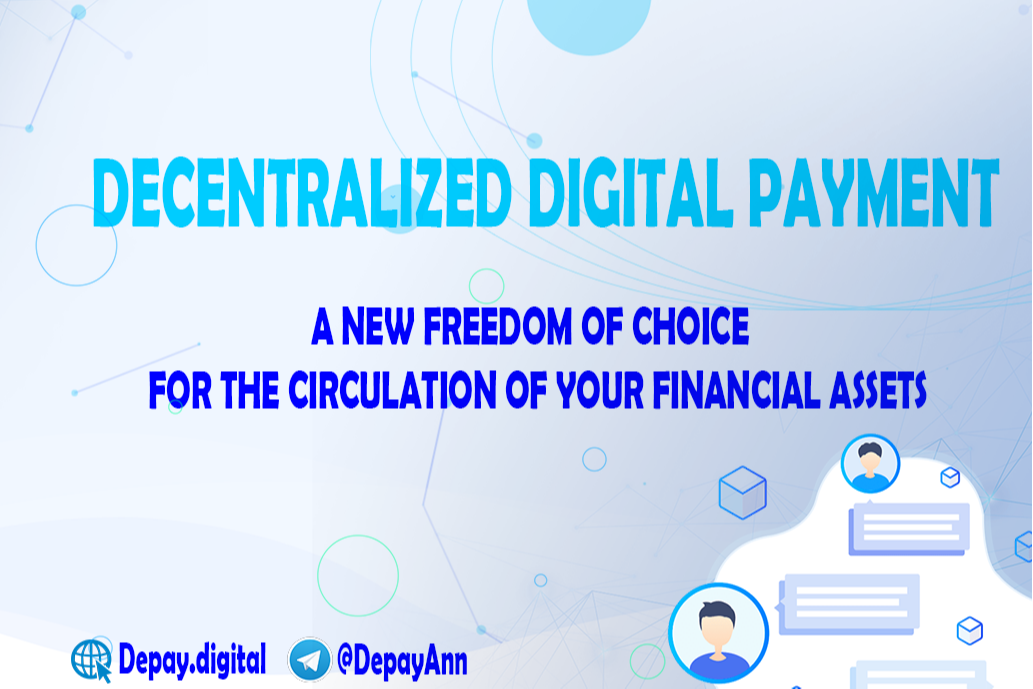 DECENTRALIZED DIGITAL PAYMENT
A NEW FREEDOM OF CHOICE
FOR THE CIRCULATION OF YOUR FINANCIAL ASSETS
Depay.digital @DepayAnn